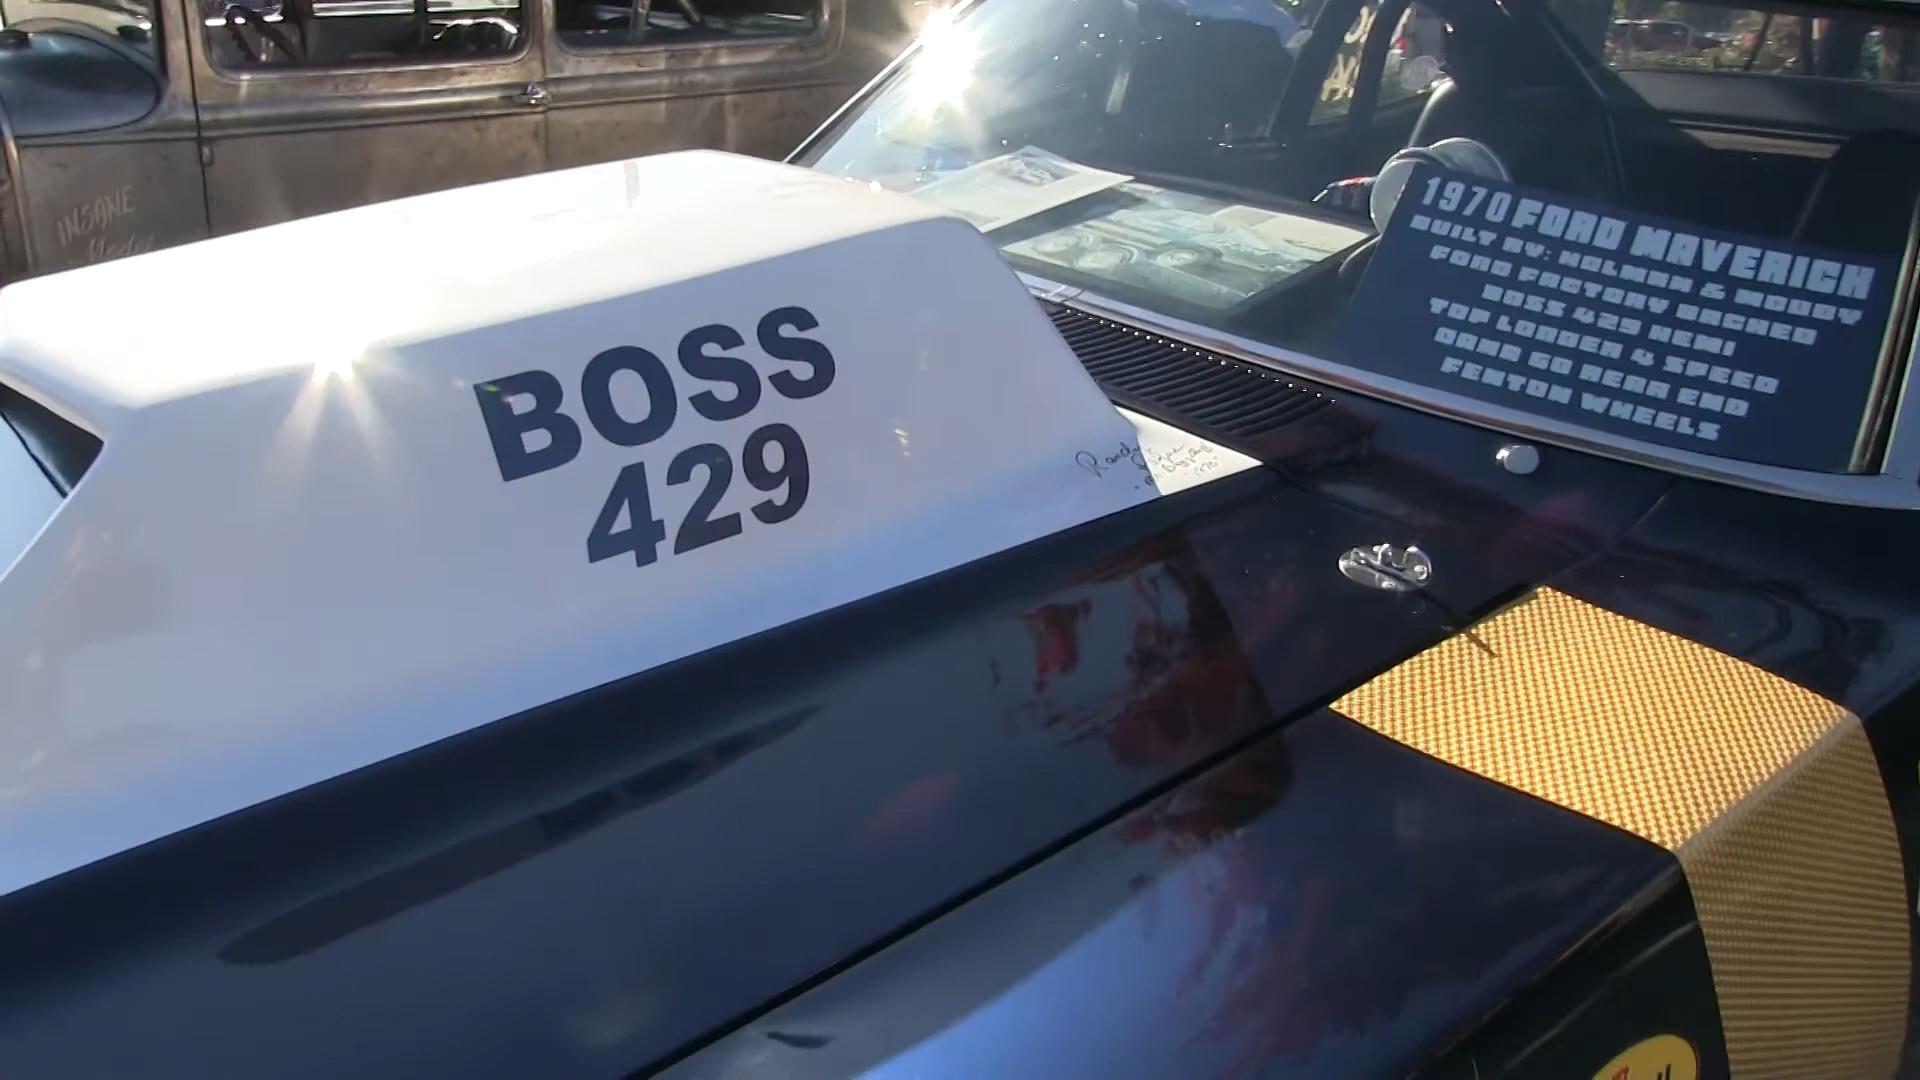 INSANE
BOSS
429
Randy
1970 FORD MAVERICK
BUILT BY: HOLMAN & MOODY
FORD FACTORY BACKED
BOSS 429 HEMI
TOP LOADER 4 SPEED
DANA 60 REAR END
FENTON WHEELS